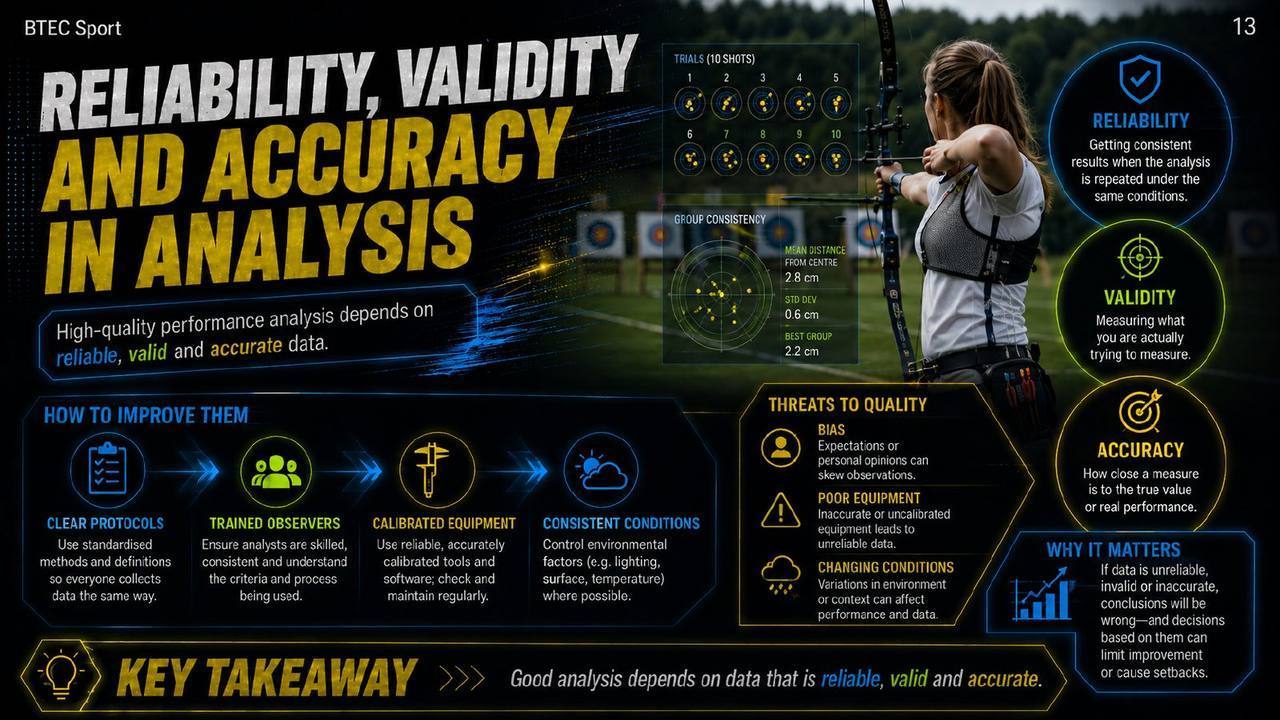 BTEC Sport
13
RELIABILITY, VALIDITY
AND ACCURACY
IN ANALYSIS
High-quality performance analysis depends on
reliable, valid and accurate data.
TRIALS (10 SHOTS)
1 2 3 4 5
6 7 8 9 10
GROUP CONSISTENCY
MEAN DISTANCE
FROM CENTRE
2.8 cm
STD DEV
0.6 cm
BEST GROUP
2.2 cm
RELIABILITY
Getting consistent
results when the analysis
is repeated under the
same conditions.
VALIDITY
Measuring what
you are actually
trying to measure.
ACCURACY
How close a measure
is to the true value
or real performance.
HOW TO IMPROVE THEM
CLEAR PROTOCOLS
Use standardised
methods and definitions
so everyone collects
data the same way.
TRAINED OBSERVERS
Ensure analysts are skilled,
consistent and understand
the criteria and process
being used.
CALIBRATED EQUIPMENT
Use reliable, accurately
calibrated tools and
software; check and
maintain regularly.
CONSISTENT CONDITIONS
Control environmental
factors (e.g. lighting,
surface, temperature)
where possible.
THREATS TO QUALITY
BIAS
Expectations or
personal opinions can
skew observations.
POOR EQUIPMENT
Inaccurate or uncalibrated
equipment leads to
unreliable data.
CHANGING CONDITIONS
Variations in environment
or context can affect
performance and data.
WHY IT MATTERS
If data is unreliable,
invalid or inaccurate,
conclusions will be
wrong—and decisions
based on them can
limit improvement
or cause setbacks.
KEY TAKEAWAY
Good analysis depends on data that is reliable, valid and accurate.